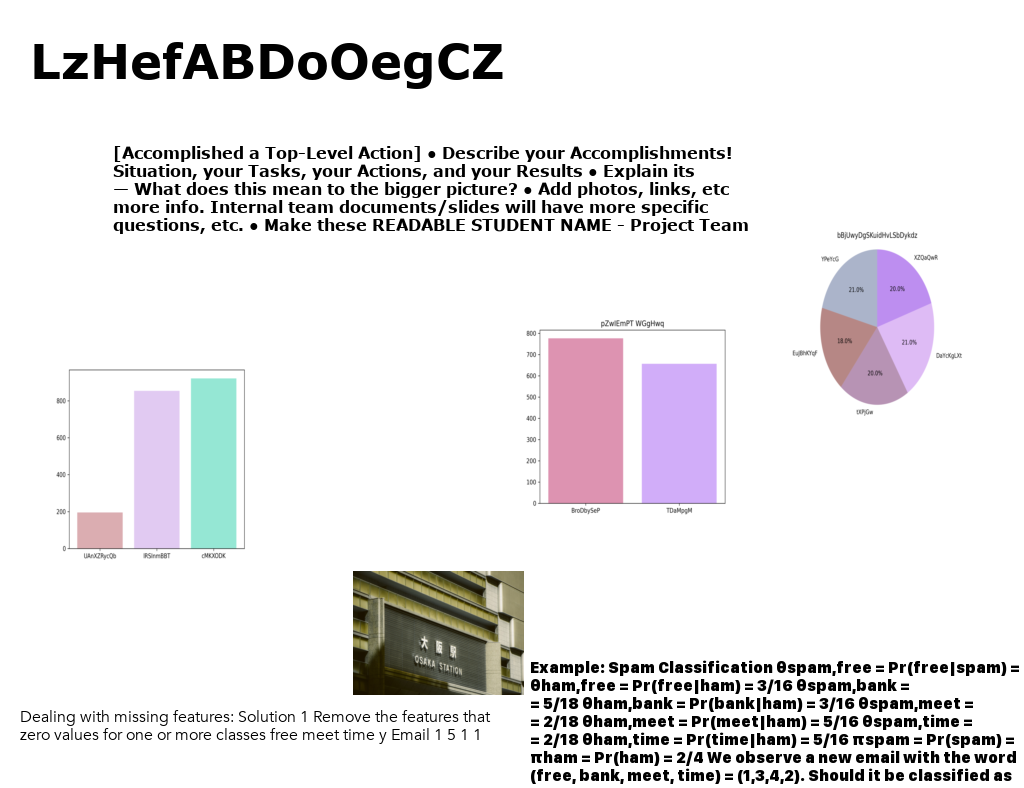 LzHefABDoOegCZ
[Accomplished a Top-Level Action] ● Describe your Accomplishments!
Situation, your Tasks, your Actions, and your Results ● Explain its
— What does this mean to the bigger picture? ● Add photos, links, etc
more info. Internal team documents/slides will have more specific
questions, etc. ● Make these READABLE STUDENT NAME - Project Team
bBjUwyDgSKuidHvLSbDykdz
YPeYcG
XZQaQwR
21.0%
20.0%
EuJBhKYqF
18.0%
21.0%
DaYcKgLXt
20.0%
tXPjGw
pZwlEmPT WGgHwq
800
700
600
500
400
300
200
100
0
BroDbySeP
TDaMpgM
800
600
400
200
0
UAnXZRycQb
IRSlnmBBT
cMKXODK
大阪駅
OSAKA STATION
Dealing with missing features: Solution 1 Remove the features that
zero values for one or more classes free meet time y Email 1 5 1 1
Example: Spam Classification θspam,free = Pr(free|spam) =
θham,free = Pr(free|ham) = 3/16 θspam,bank =
= 5/18 θham,bank = Pr(bank|ham) = 3/16 θspam,meet =
= 2/18 θham,meet = Pr(meet|ham) = 5/16 θspam,time =
= 2/18 θham,time = Pr(time|ham) = 5/16 πspam = Pr(spam) =
πham = Pr(ham) = 2/4 We observe a new email with the word
(free, bank, meet, time) = (1,3,4,2). Should it be classified as